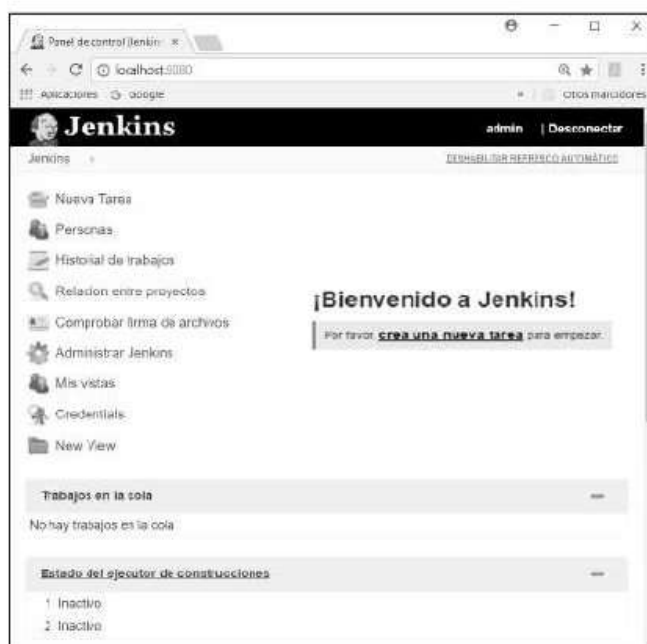 Panel de control [Jenkin
localhost:8080
Aplicaciones Google
Otros marcadores
Jenkins
admin | Desconectar
Jenkins
DESHABILITAR REFRESCO AUTOMÁTICO
Nueva Tarea
Personas
Historial de trabajos
Relacion entre proyectos
Comprobar firma de archivos
Administrar Jenkins
Mis vistas
Credentials
New View
¡Bienvenido a Jenkins!
Por favor, crea una nueva tarea para empezar.
Trabajos en la cola
No hay trabajos en la cola
Estado del ejecutor de construcciones
1 Inactivo
2 Inactivo